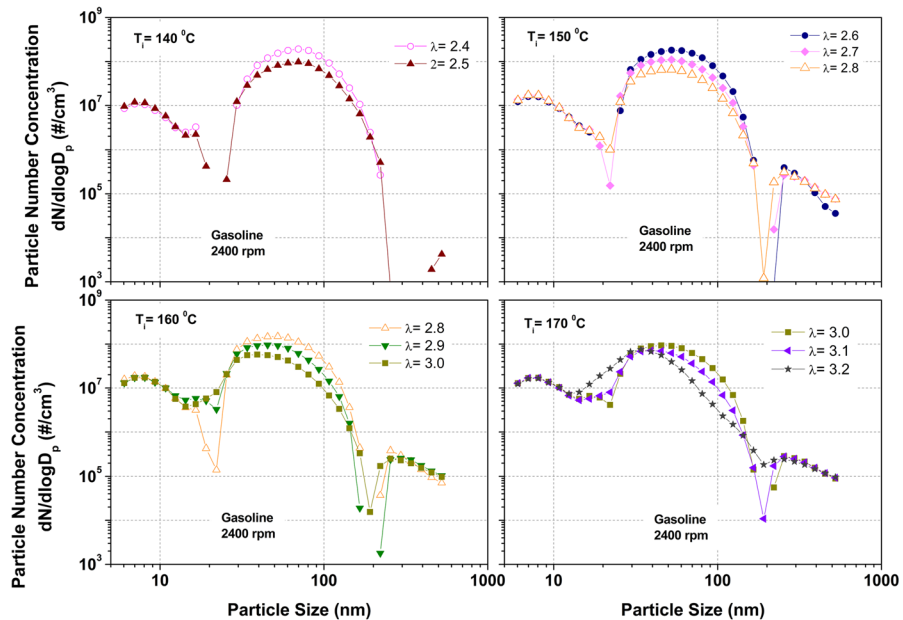 Particle Number Concentration
dN/dlogDp (#/cm3)
10^9
10^7
10^5
10^3
Ti= 140 0C
λ= 2.4
2= 2.5
Gasoline
2400 rpm
Ti= 150 0C
λ= 2.6
λ= 2.7
λ= 2.8
Gasoline
2400 rpm
Particle Number Concentration
dN/dlogDp (#/cm3)
10^9
10^7
10^5
10^3
Ti= 160 0C
λ= 2.8
λ= 2.9
λ= 3.0
Gasoline
2400 rpm
10
100
1000
Particle Size (nm)
Ti= 170 0C
λ= 3.0
λ= 3.1
λ= 3.2
Gasoline
2400 rpm
10
100
1000
Particle Size (nm)